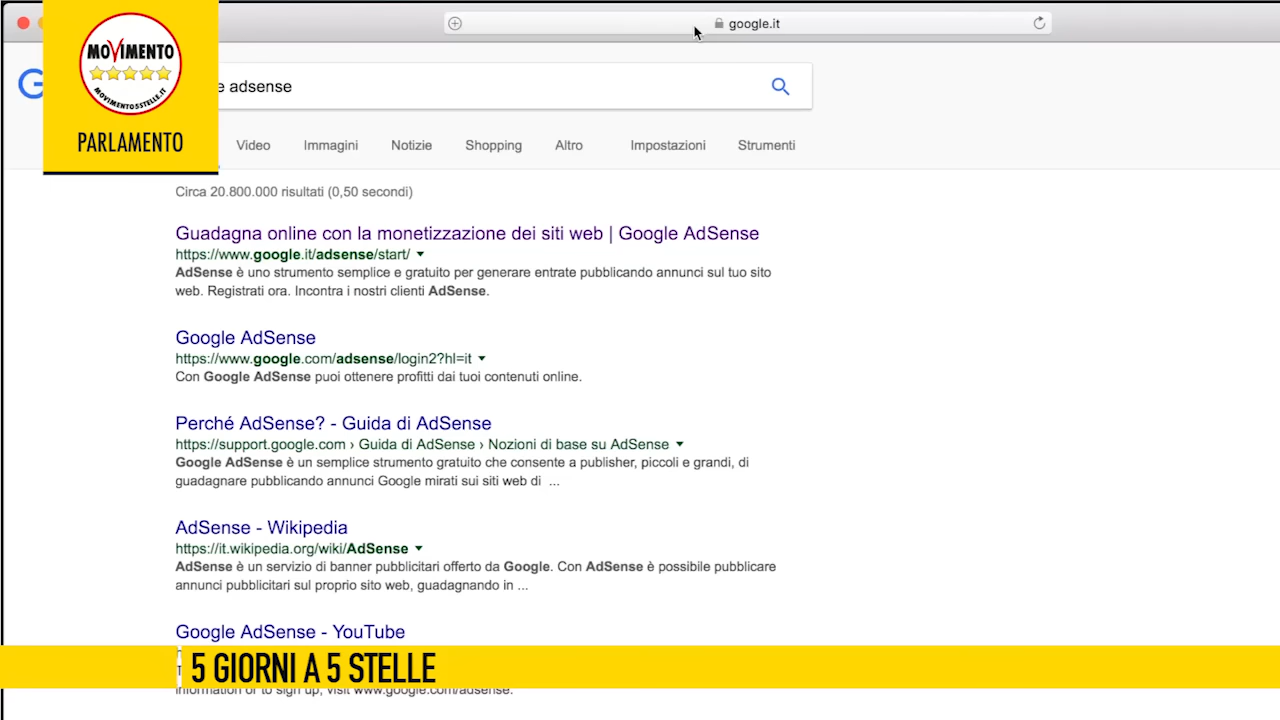 google.it
MOVIMENTO
MOVIMENTO5STELLE.IT
PARLAMENTO
e adsense
Video Immagini Notizie Shopping Altro Impostazioni Strumenti
Circa 20.800.000 risultati (0,50 secondi)
Guadagna online con la monetizzazione dei siti web | Google AdSense
https://www.google.it/adsense/start/
AdSense è uno strumento semplice e gratuito per generare entrate pubblicando annunci sul tuo sito
web. Registrati ora. Incontra i nostri clienti AdSense.
Google AdSense
https://www.google.com/adsense/login2?hl=it
Con Google AdSense puoi ottenere profitti dai tuoi contenuti online.
Perché AdSense? - Guida di AdSense
https://support.google.com › Guida di AdSense › Nozioni di base su AdSense
Google AdSense è un semplice strumento gratuito che consente a publisher, piccoli e grandi, di
guadagnare pubblicando annunci Google mirati sui siti web di ...
AdSense - Wikipedia
https://it.wikipedia.org/wiki/AdSense
AdSense è un servizio di banner pubblicitari offerto da Google. Con AdSense è possibile pubblicare
annunci pubblicitari sul proprio sito web, guadagnando in ...
Google AdSense - YouTube
5 GIORNI A 5 STELLE
information or to sign up, visit www.google.com/adsense.